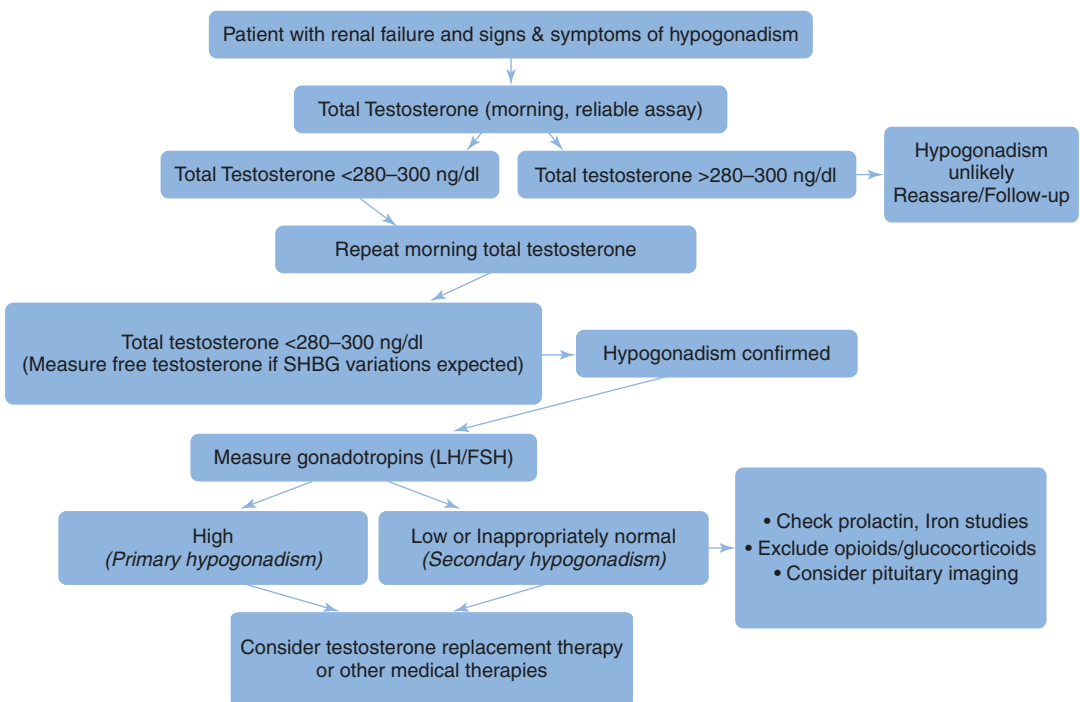 Patient with renal failure and signs & symptoms of hypogonadism
Total Testosterone (morning, reliable assay)
Total Testosterone <280–300 ng/dl
Total testosterone >280–300 ng/dl
Hypogonadism
unlikely
Reassare/Follow-up
Repeat morning total testosterone
Total testosterone <280–300 ng/dl
(Measure free testosterone if SHBG variations expected)
Hypogonadism confirmed
Measure gonadotropins (LH/FSH)
High
(Primary hypogonadism)
Low or Inappropriately normal
(Secondary hypogonadism)
• Check prolactin, Iron studies
• Exclude opioids/glucocorticoids
• Consider pituitary imaging
Consider testosterone replacement therapy
or other medical therapies